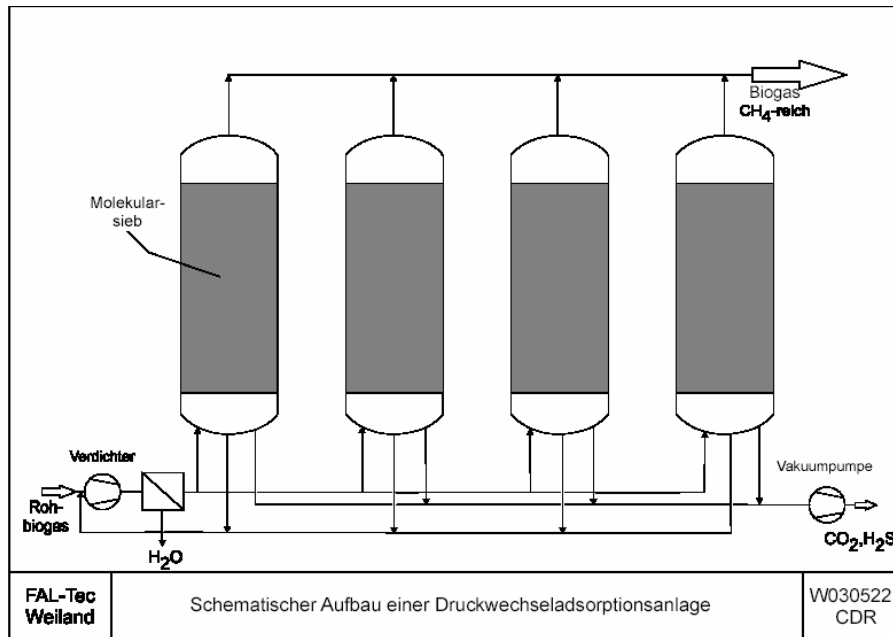 Biogas
CH4-reich
Molekular-
sieb
Verdichter
Vakuumpumpe
Roh-
biogas
H2O
CO2,H2S
FAL-Tec
Weiland
Schematischer Aufbau einer Druckwechseladsorptionsanlage
W030522
CDR